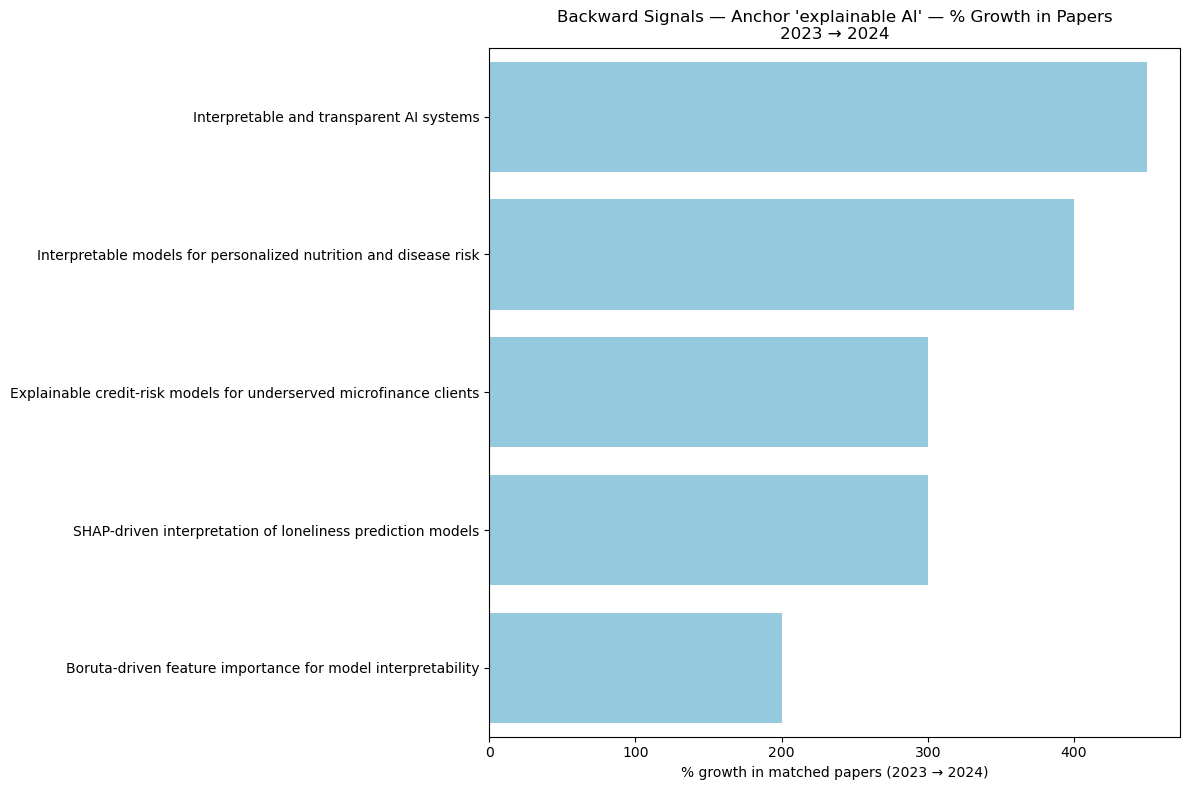 Backward Signals — Anchor 'explainable AI' — % Growth in Papers
2023 → 2024
Interpretable and transparent AI systems
Interpretable models for personalized nutrition and disease risk
Explainable credit-risk models for underserved microfinance clients
SHAP-driven interpretation of loneliness prediction models
Boruta-driven feature importance for model interpretability
0 100 200 300 400
% growth in matched papers (2023 → 2024)